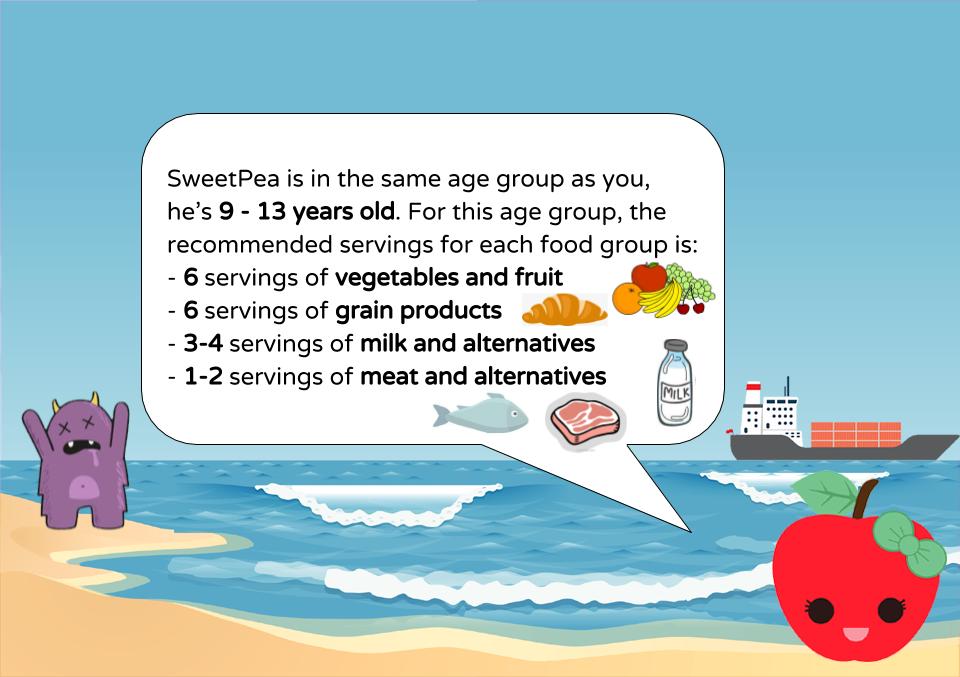 SweetPea is in the same age group as you,
he's 9 - 13 years old. For this age group, the
recommended servings for each food group is:
- 6 servings of vegetables and fruit
- 6 servings of grain products
- 3-4 servings of milk and alternatives
- 1-2 servings of meat and alternatives
MILK